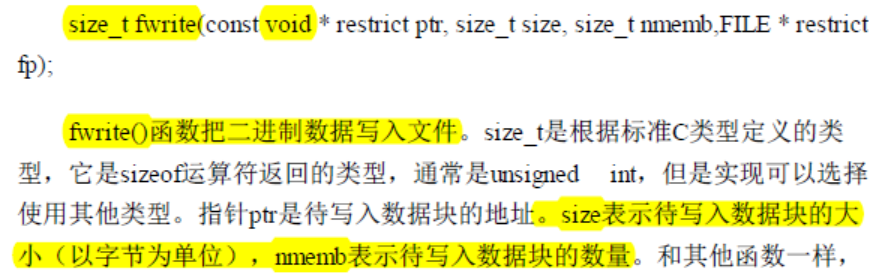 size_t fwrite(const void * restrict ptr, size_t size, size_t nmemb,FILE * restrict
fp);
fwrite()函数把二进制数据写入文件。size_t是根据标准C类型定义的类
型，它是sizeof运算符返回的类型，通常是unsigned int，但是实现可以选择
使用其他类型。指针ptr是待写入数据块的地址。size表示待写入数据块的大
小（以字节为单位），nmemb表示待写入数据块的数量。和其他函数一样，